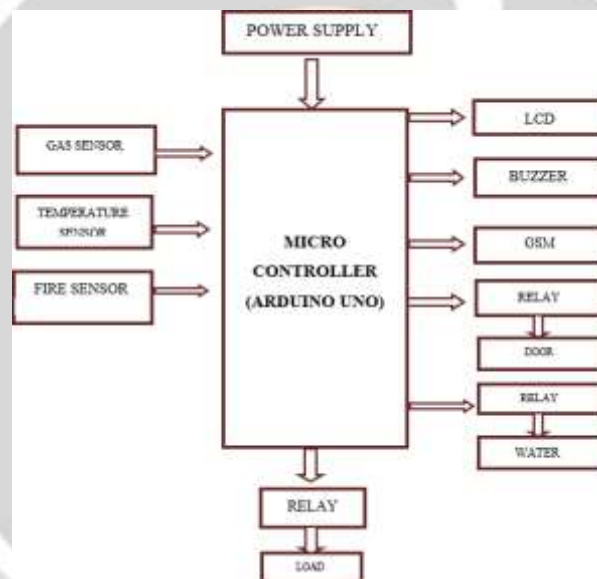 POWER SUPPLY
GAS SENSOR
TEMPERATURE
SENSOR
FIRE SENSOR
MICRO
CONTROLLER
(ARDUINO UNO)
LCD
BUZZER
GSM
RELAY
DOOR
RELAY
WATER
RELAY
LOAD